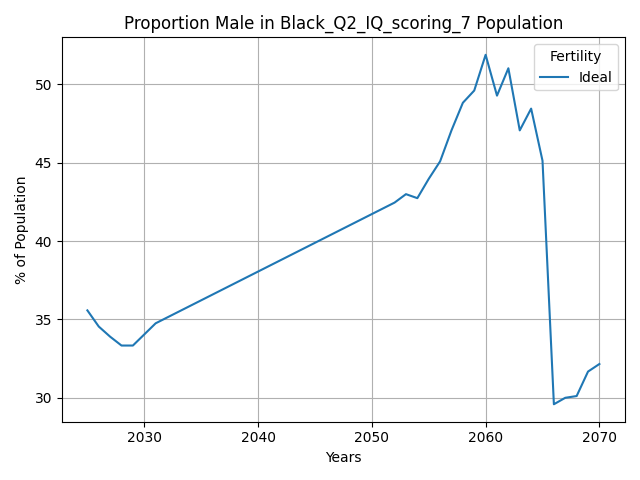 Proportion Male in Black_Q2_IQ_scoring_7 Population
Fertility
Ideal
% of Population
50
45
40
35
30
2030
2040
2050
2060
2070
Years